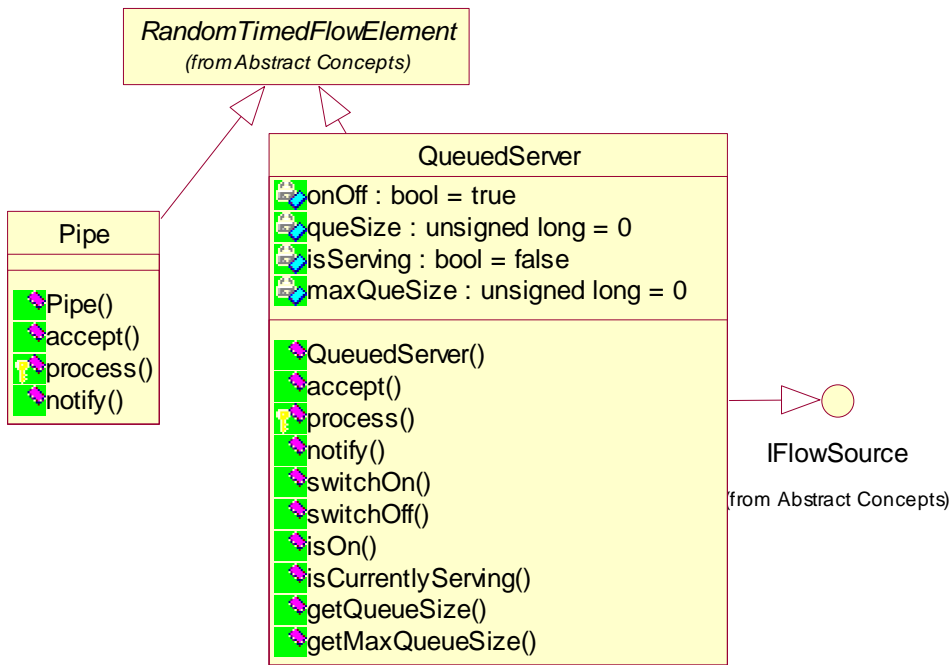 RandomTimedFlowElement
(from Abstract Concepts)
QueuedServer
onOff : bool = true
queSize : unsigned long = 0
isServing : bool = false
maxQueSize : unsigned long = 0
QueuedServer()
accept()
process()
notify()
switchOn()
switchOff()
isOn()
isCurrentlyServing()
getQueueSize()
getMaxQueueSize()
Pipe
Pipe()
accept()
process()
notify()
IFlowSource
(from Abstract Concepts)